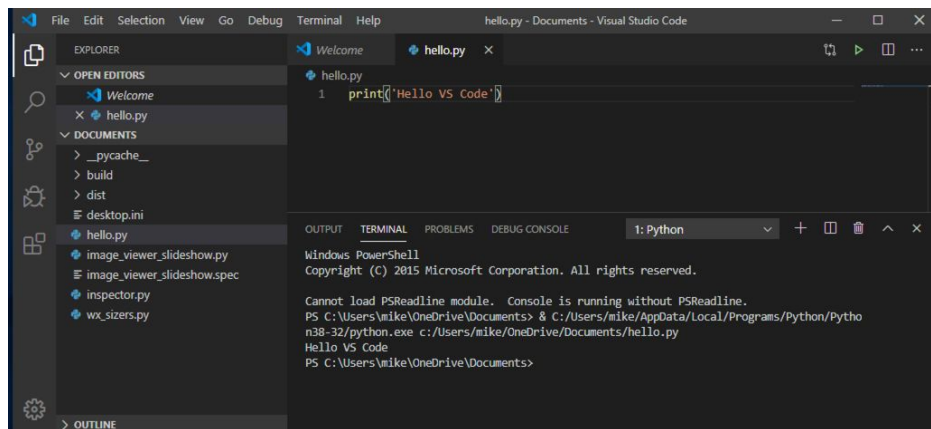 File Edit Selection View Go Debug Terminal Help hello.py - Documents - Visual Studio Code
EXPLORER
OPEN EDITORS
Welcome
hello.py
DOCUMENTS
__pycache__
build
dist
desktop.ini
hello.py
image_viewer_slideshow.py
image_viewer_slideshow.spec
inspector.py
wx_sizers.py
OUTLINE
Welcome hello.py
hello.py
1 print('Hello VS Code')
OUTPUT TERMINAL PROBLEMS DEBUG CONSOLE 1: Python
Windows PowerShell
Copyright (C) 2015 Microsoft Corporation. All rights reserved.
Cannot load PSReadline module. Console is running without PSReadline.
PS C:\Users\mike\OneDrive\Documents> & C:/Users/mike/AppData/Local/Programs/Python/Pytho
n38-32/python.exe c:/Users/mike/OneDrive/Documents/hello.py
Hello VS Code
PS C:\Users\mike\OneDrive\Documents>